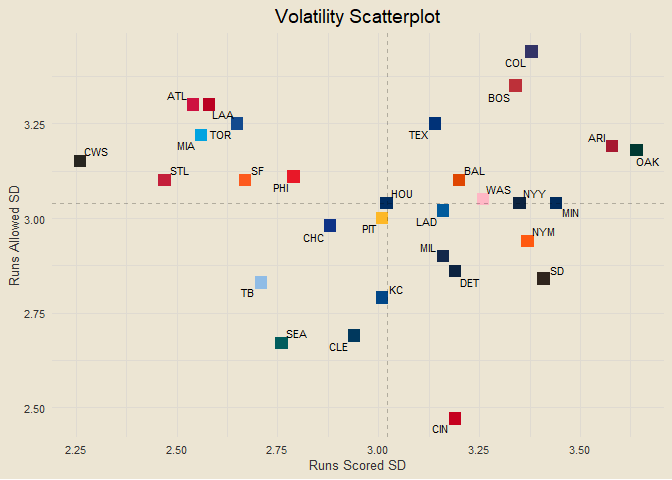 Volatility Scatterplot
COL
BOS
ATL
LAA
TOR
MIA
TEX
ARI
OAK
CWS
STL
SF
PHI
BAL
HOU
WAS
NYY
MIN
PIT
LAD
CHC
NYM
MIL
DET
SD
TB
KC
SEA
CLE
CIN
3.25
3.00
2.75
2.50
Runs Allowed SD
2.25
2.50
2.75
3.00
3.25
3.50
Runs Scored SD